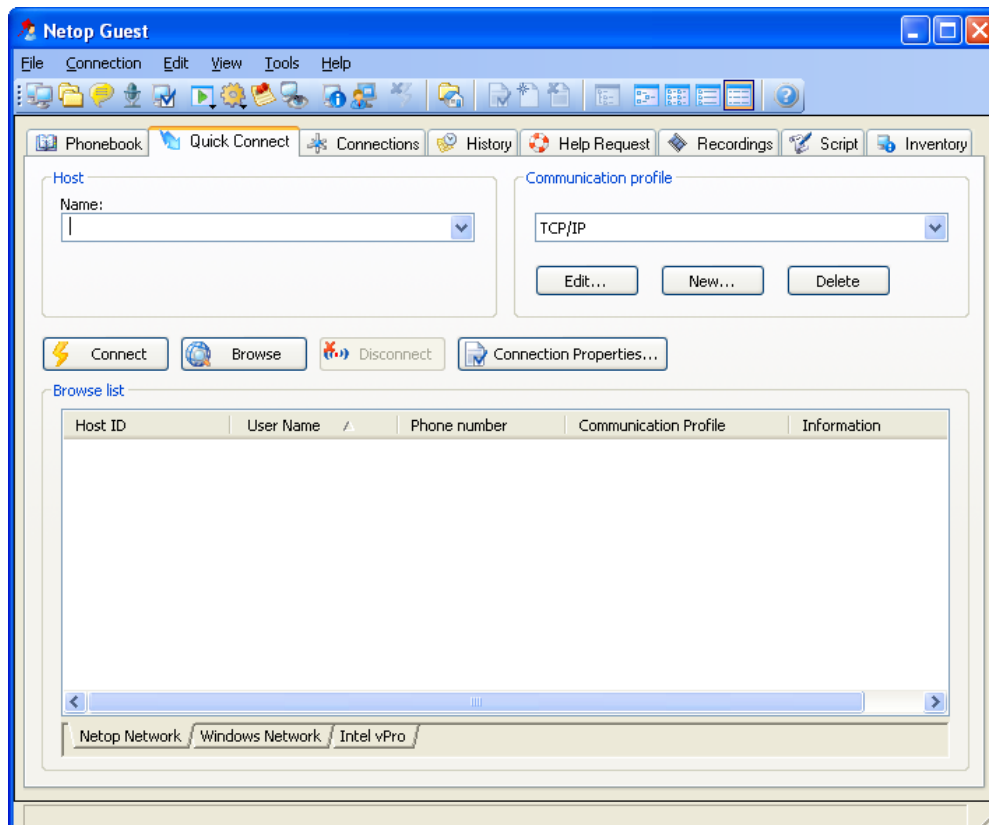 Netop Guest
File Connection Edit View Tools Help
Phonebook Quick Connect Connections History Help Request Recordings Script Inventory
Host
Name:
Communication profile
TCP/IP
Edit... New... Delete
Connect Browse Disconnect Connection Properties...
Browse list
Host ID User Name Phone number Communication Profile Information
Netop Network Windows Network Intel vPro